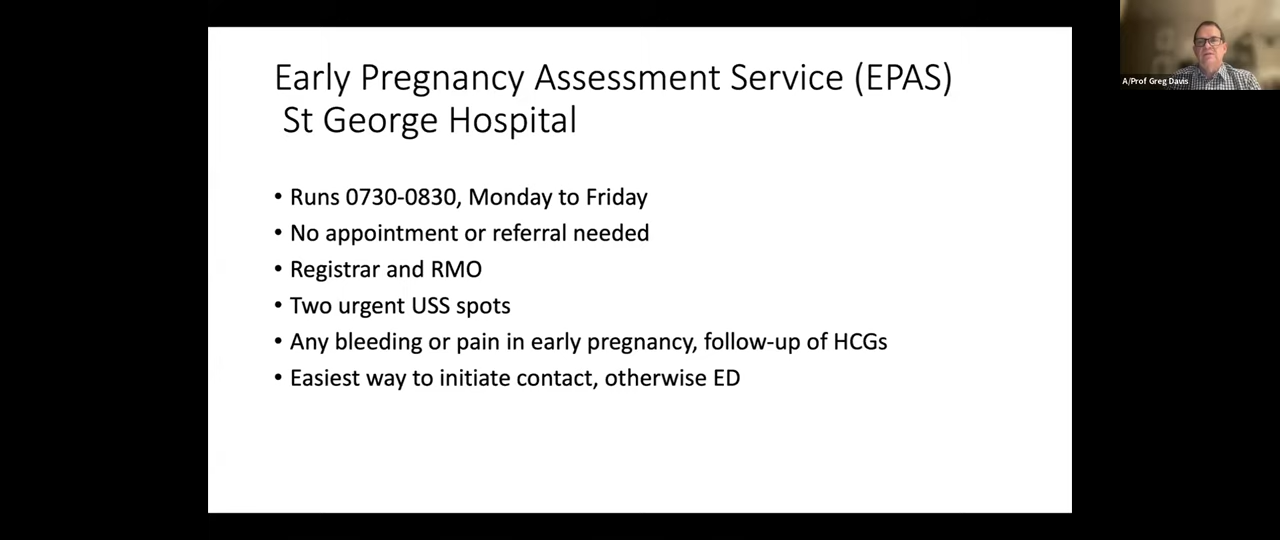 Early Pregnancy Assessment Service (EPAS)
St George Hospital
• Runs 0730-0830, Monday to Friday
• No appointment or referral needed
• Registrar and RMO
• Two urgent USS spots
• Any bleeding or pain in early pregnancy, follow-up of HCGs
• Easiest way to initiate contact, otherwise ED
A/Prof Greg Davis